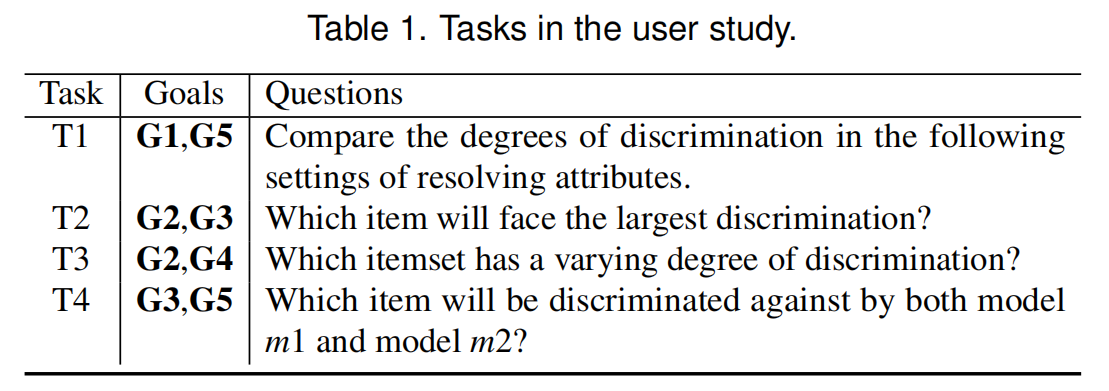 Table 1. Tasks in the user study.
Task Goals Questions
T1 G1,G5 Compare the degrees of discrimination in the following
settings of resolving attributes.
T2 G2,G3 Which item will face the largest discrimination?
T3 G2,G4 Which itemset has a varying degree of discrimination?
T4 G3,G5 Which item will be discriminated against by both model
m1 and model m2?